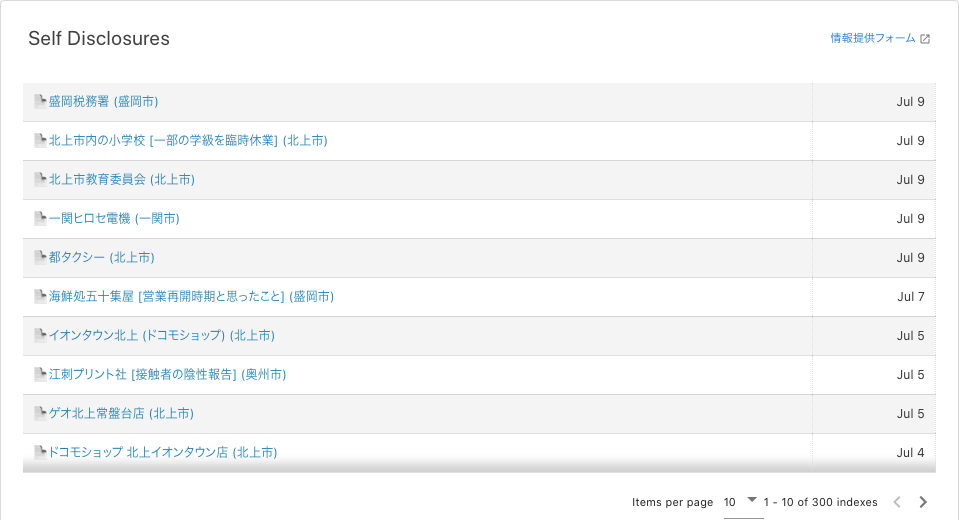 Self Disclosures
情報提供フォーム
盛岡税務署 (盛岡市) Jul 9
北上市内の小学校 [一部の学級を臨時休業] (北上市) Jul 9
北上市教育委員会 (北上市) Jul 9
一関ヒロセ電機 (一関市) Jul 9
都タクシー (北上市) Jul 9
海鮮処五十集屋 [営業再開時期と思ったこと] (盛岡市) Jul 7
イオンタウン北上 (ドコモショップ) (北上市) Jul 5
江刺プリント社 [接触者の陰性報告] (奥州市) Jul 5
ゲオ北上常盤台店 (北上市) Jul 5
ドコモショップ 北上イオンタウン店 (北上市) Jul 4
Items per page 10 1 - 10 of 300 indexes